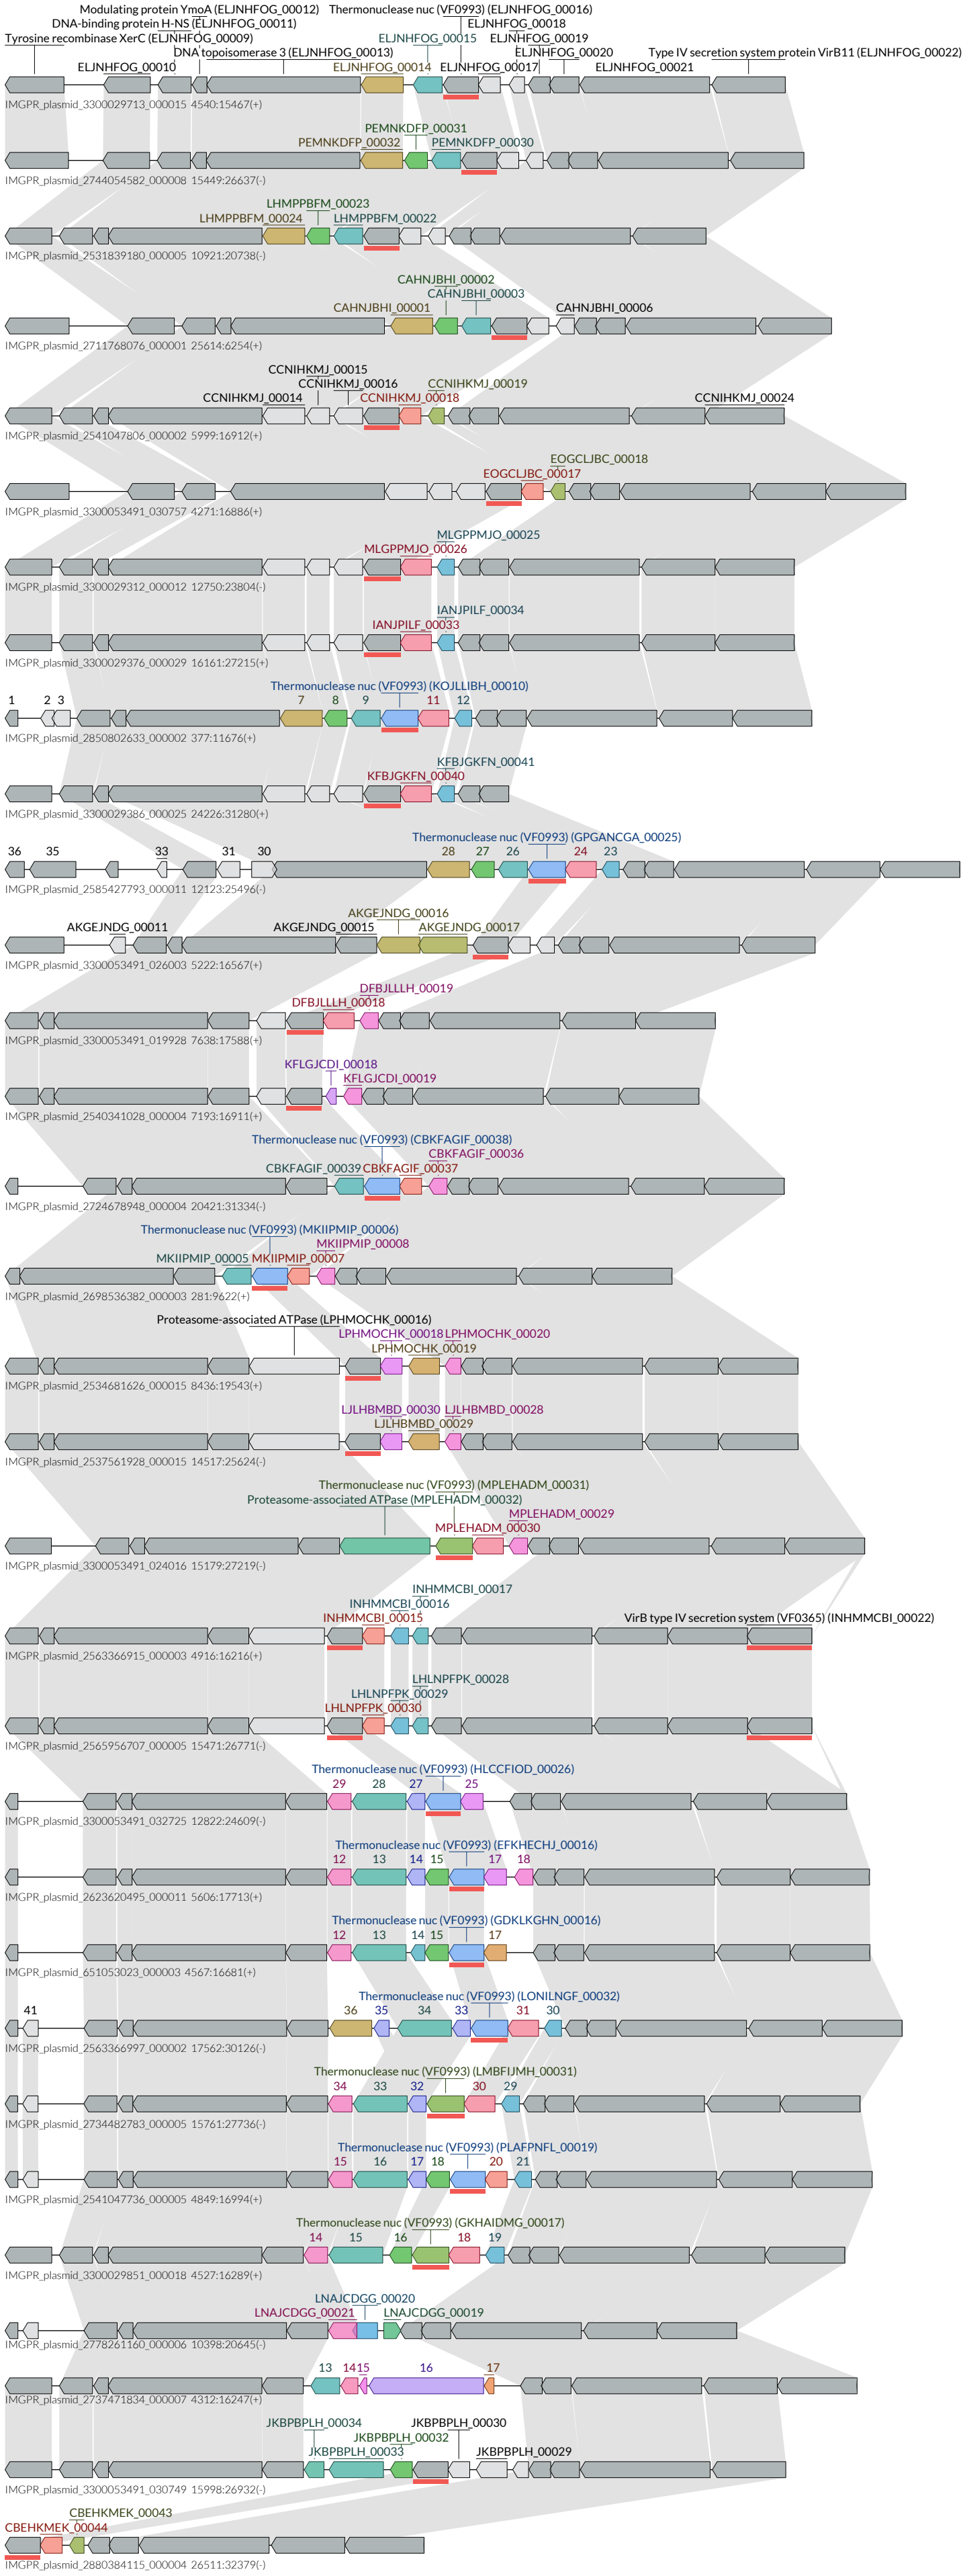 Modulating protein YmoA (ELJNHFOG_00012) Thermonuclease nuc (VF0993) (ELJNHFOG_00016)
DNA-binding protein H-NS (ELJNHFOG_00011) ELJNHFOG_00018
Tyrosine recombinase XerC (ELJNHFOG_00009) ELJNHFOG_00015 ELJNHFOG_00019
DNA topoisomerase 3 (ELJNHFOG_00013) ELJNHFOG_00020 Type IV secretion system protein VirB11 (ELJNHFOG_00022)
ELJNHFOG_00010 ELJNHFOG_00014 ELJNHFOG_00017 ELJNHFOG_00021
IMGPR_plasmid_3300029713_000015 4540:15467(+)
PEMNKDFP_00031
PEMNKDFP_00032 PEMNKDFP_00030
IMGPR_plasmid_2744054582_000008 15449:26637(-)
LHMPPBFM_00023
LHMPPBFM_00024 LHMPPBFM_00022
IMGPR_plasmid_2531839180_000005 10921:20738(-)
CAHNJBHI_00002
CAHNJBHI_00003
CAHNJBHI_00001 CAHNJBHI_00006
IMGPR_plasmid_2711768076_000001 25614:6254(+)
CCNIHKMJ_00015
CCNIHKMJ_00016 CCNIHKMJ_00019
CCNIHKMJ_00014 CCNIHKMJ_00018 CCNIHKMJ_00024
IMGPR_plasmid_2541047806_000002 5999:16912(+)
EOGCLJBC_00018
EOGCLJBC_00017
IMGPR_plasmid_3300053491_030757 4271:16886(+)
MLGPPMJO_00025
MLGPPMJO_00026
IMGPR_plasmid_3300029312_000012 12750:23804(-)
IANJPILF_00034
IANJPILF_00033
IMGPR_plasmid_3300029376_000029 16161:27215(+)
Thermonuclease nuc (VF0993) (KOJLLIBH_00010)
1 2 3 7 8 9 11 12
IMGPR_plasmid_2850802633_000002 377:11676(+)
KFBJGKFN_00041
KFBJGKFN_00040
IMGPR_plasmid_3300029386_000025 24226:31280(+)
Thermonuclease nuc (VF0993) (GPGANCGA_00025)
36 35 33 31 30 28 27 26 24 23
IMGPR_plasmid_2585427793_000011 12123:25496(-)
AKGEJNDG_00016
AKGEJNDG_00011 AKGEJNDG_00015 AKGEJNDG_00017
IMGPR_plasmid_3300053491_026003 5222:16567(+)
DFBJLLLH_00019
DFBJLLLH_00018
IMGPR_plasmid_3300053491_019928 7638:17588(+)
KFLGJCDI_00018
KFLGJCDI_00019
IMGPR_plasmid_2540341028_000004 7193:16911(+)
Thermonuclease nuc (VF0993) (CBKFAGIF_00038)
CBKFAGIF_00036
CBKFAGIF_00039 CBKFAGIF_00037
IMGPR_plasmid_2724678948_000004 20421:31334(-)
Thermonuclease nuc (VF0993) (MKIIPMIP_00006)
MKIIPMIP_00008
MKIIPMIP_00005 MKIIPMIP_00007
IMGPR_plasmid_2698536382_000003 281:9622(+)
Proteasome-associated ATPase (LPHMOCHK_00016)
LPHMOCHK_00018 LPHMOCHK_00020
LPHMOCHK_00019
IMGPR_plasmid_2534681626_000015 8436:19543(+)
LJLHBMBD_00030 LJLHBMBD_00028
LJLHBMBD_00029
IMGPR_plasmid_2537561928_000015 14517:25624(-)
Thermonuclease nuc (VF0993) (MPLEHADM_00031)
Proteasome-associated ATPase (MPLEHADM_00032)
MPLEHADM_00029
MPLEHADM_00030
IMGPR_plasmid_3300053491_024016 15179:27219(-)
INHMMCBI_00017
INHMMCBI_00016
INHMMCBI_00015 VirB type IV secretion system (VF0365) (INHMMCBI_00022)
IMGPR_plasmid_2563366915_000003 4916:16216(+)
LHLNPFPK_00028
LHLNPFPK_00029
LHLNPFPK_00030
IMGPR_plasmid_2565956707_000005 15471:26771(-)
Thermonuclease nuc (VF0993) (HLCCFIOD_00026)
29 28 27 25
IMGPR_plasmid_3300053491_032725 12822:24609(-)
Thermonuclease nuc (VF0993) (EFKHECHJ_00016)
12 13 14 15 17 18
IMGPR_plasmid_2623620495_000011 5606:17713(+)
Thermonuclease nuc (VF0993) (GDKLKGHN_00016)
12 13 14 15 17
IMGPR_plasmid_651053023_000003 4567:16681(+)
Thermonuclease nuc (VF0993) (LONILNGF_00032)
41 36 35 34 33 31 30
IMGPR_plasmid_2563366997_000002 17562:30126(-)
Thermonuclease nuc (VF0993) (LMBFIJMH_00031)
34 33 32 30 29
IMGPR_plasmid_2734482783_000005 15761:27736(-)
Thermonuclease nuc (VF0993) (PLAFPNFL_00019)
15 16 17 18 20 21
IMGPR_plasmid_2541047736_000005 4849:16994(+)
Thermonuclease nuc (VF0993) (GKHAIDMG_00017)
14 15 16 18 19
IMGPR_plasmid_3300029851_000018 4527:16289(+)
LNAJCDGG_00020
LNAJCDGG_00021 LNAJCDGG_00019
IMGPR_plasmid_2778261160_000006 10398:20645(-)
13 14 15 16 17
IMGPR_plasmid_2737471834_000007 4312:16247(+)
JKBPBPLH_00034 JKBPBPLH_00030
JKBPBPLH_00032
JKBPBPLH_00033 JKBPBPLH_00029
IMGPR_plasmid_3300053491_030749 15998:26932(-)
CBEHKMEK_00043
CBEHKMEK_00044
IMGPR_plasmid_2880384115_000004 26511:32379(-)